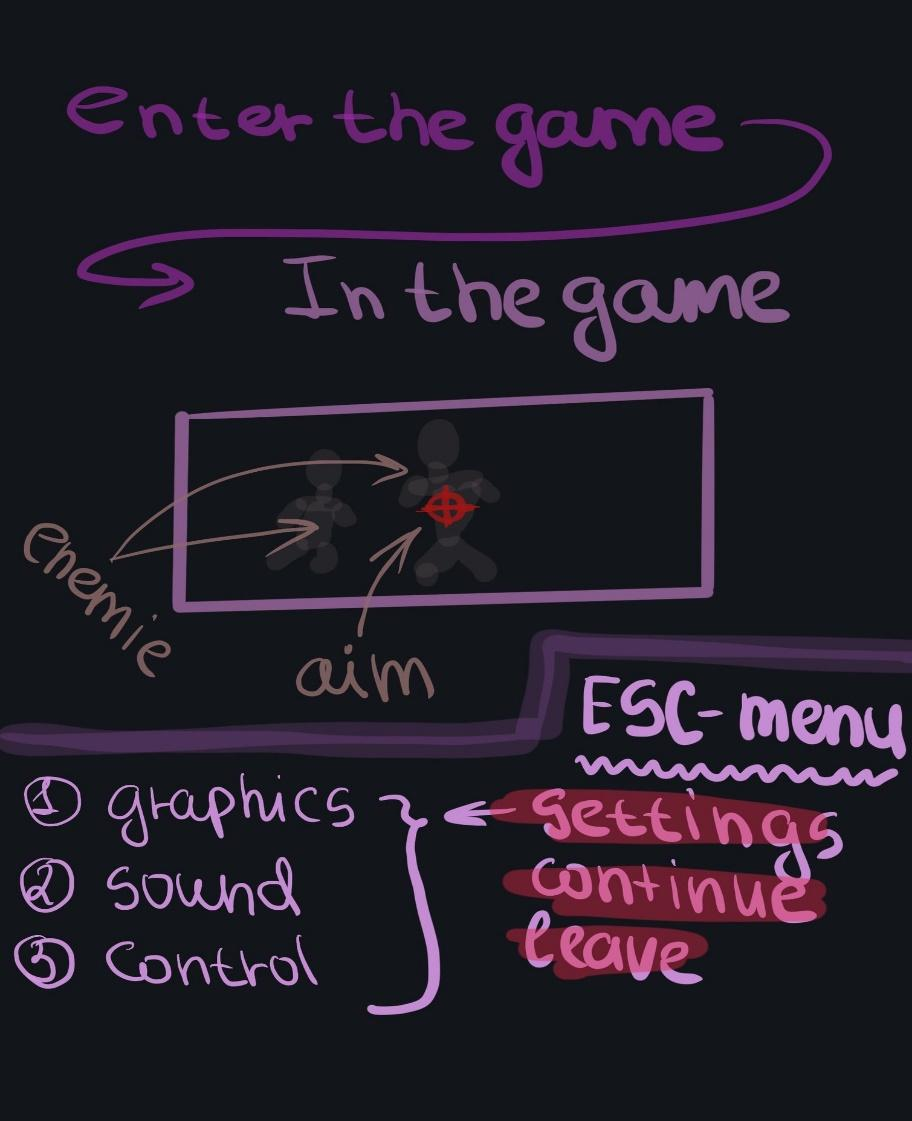 enter the game
In the game
enemie
aim
ESC-menu
settings
continue
leave
① graphics
② sound
③ control